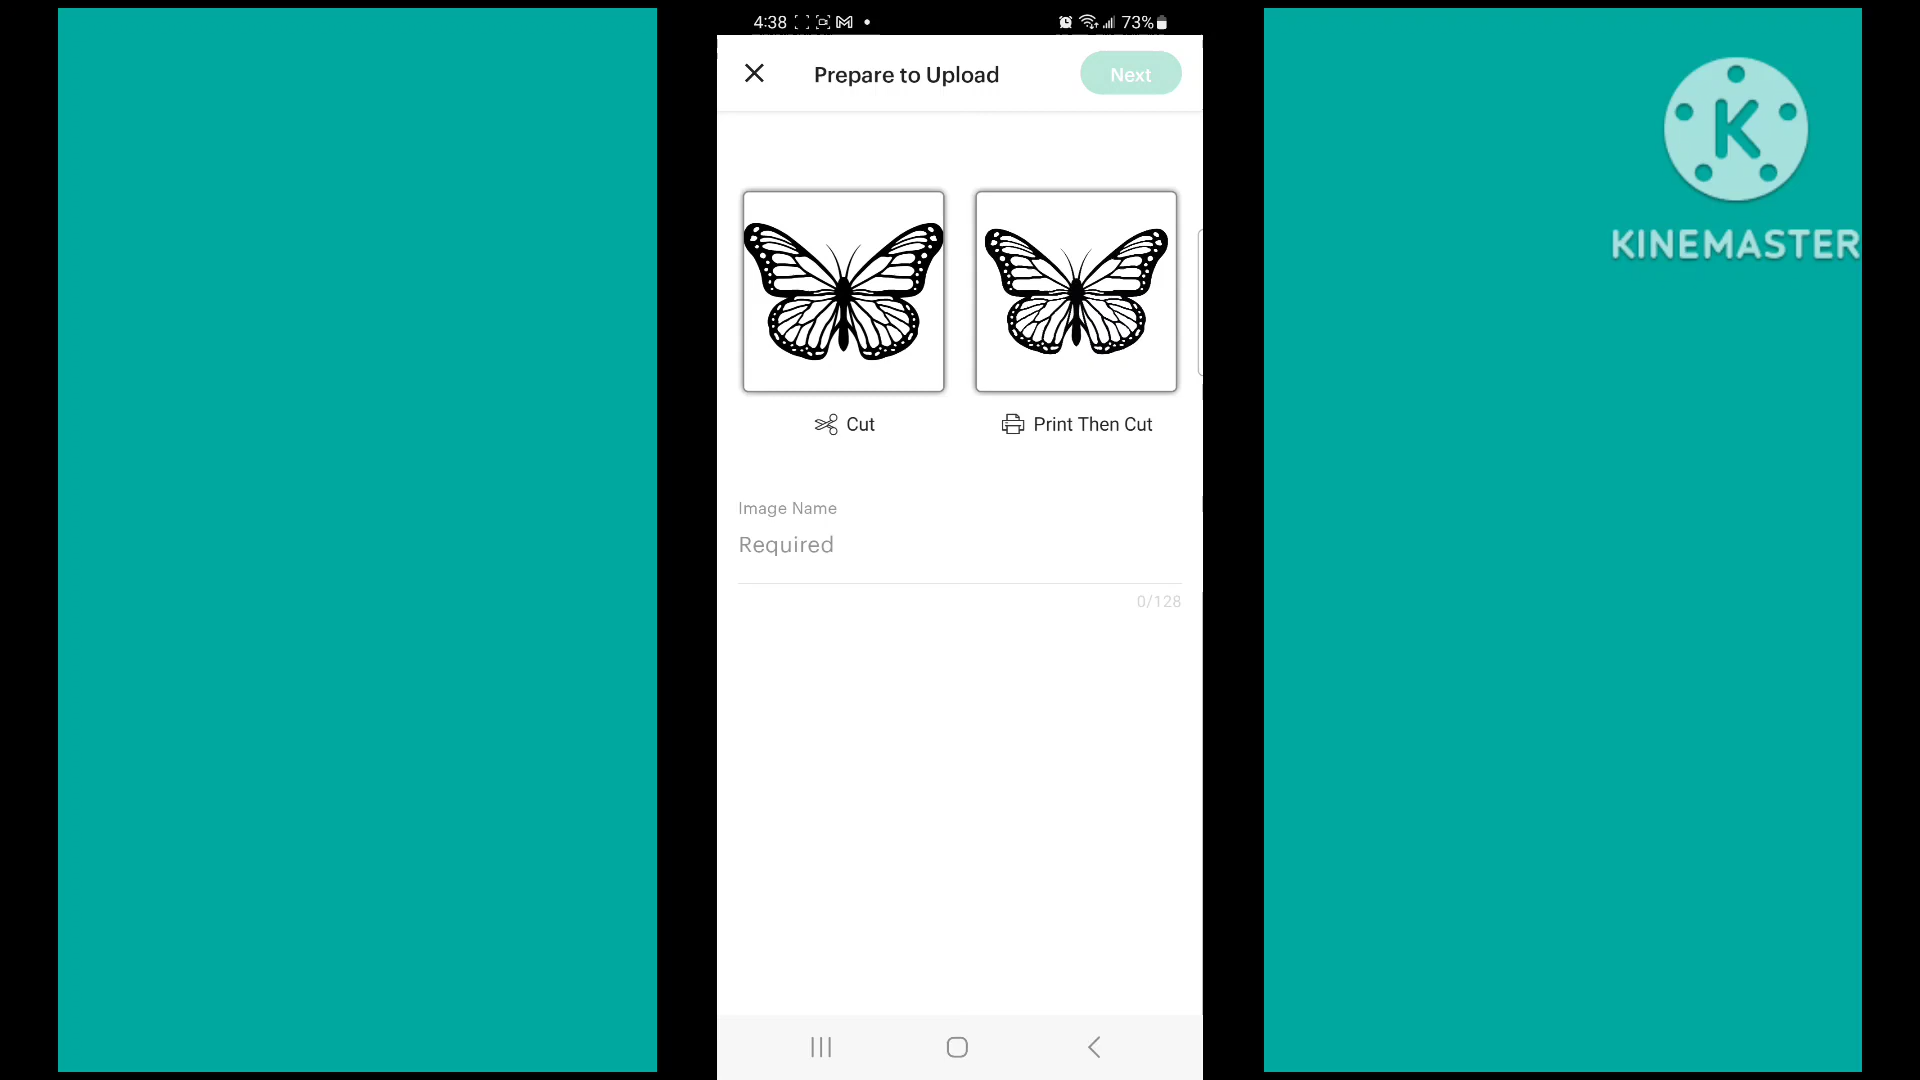 4:38
73%
Prepare to Upload
Next
K
KINEMASTER
Cut
Print Then Cut
Image Name
Required
0/128